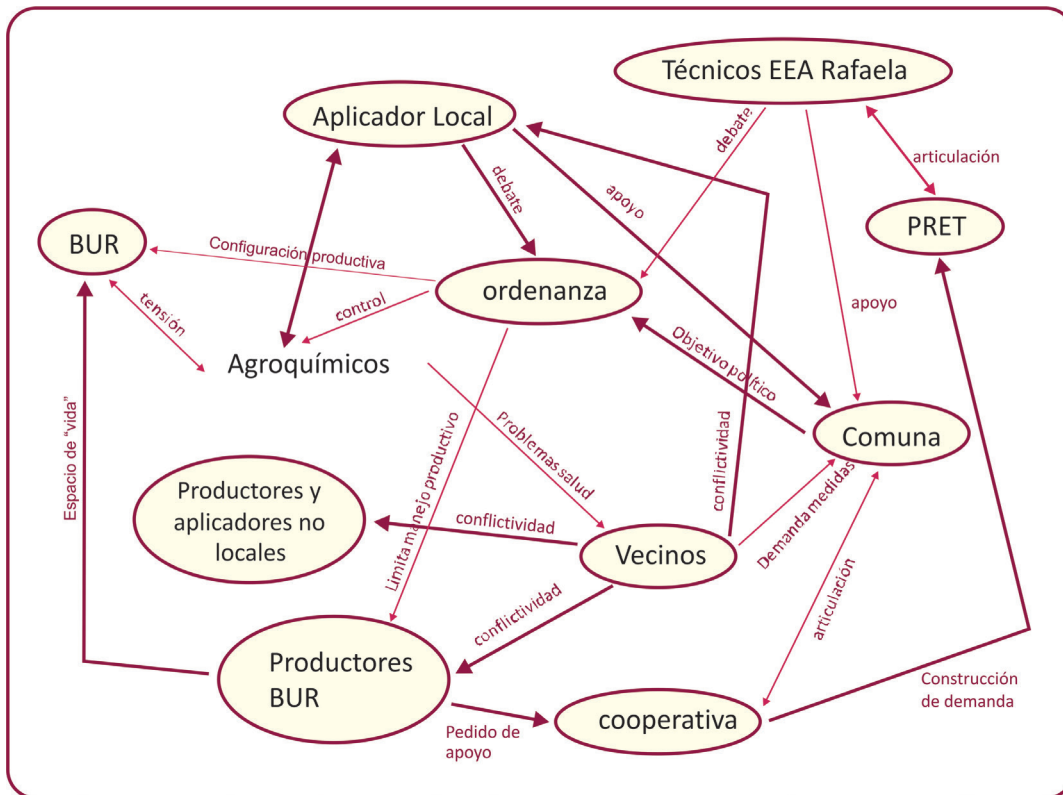 Técnicos EEA Rafaela
Aplicador Local
debate
articulación
debate
apoyo
BUR
Configuración productiva
PRET
ordenanza
tensión
control
apoyo
Agroquímicos
Objetivo político
Espacio de “vida”
Limita manejo productivo
Problemas salud
conflictividad
Comuna
Productores y
aplicadores no
locales
conflictividad
Vecinos
Demanda medidas
conflictividad
articulación
Productores
BUR
Construcción
de demanda
cooperativa
Pedido de
apoyo